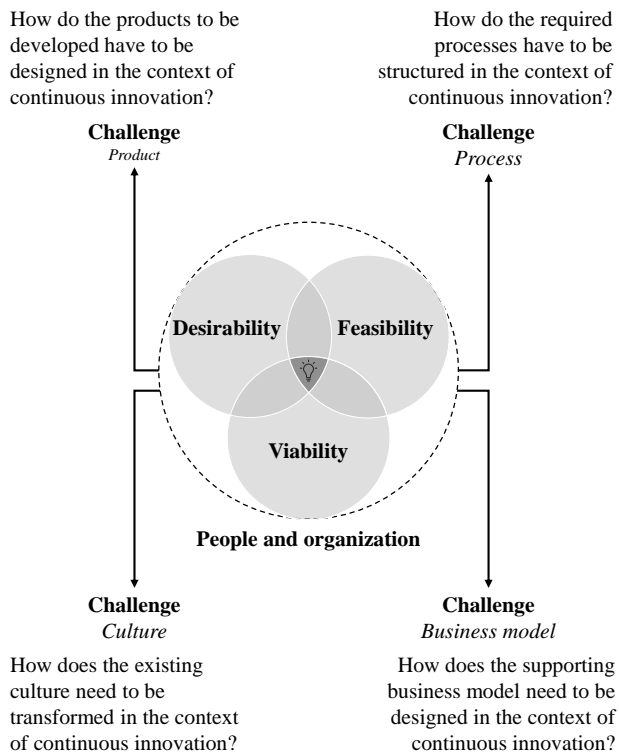 How do the products to be
developed have to be
designed in the context of
continuous innovation?
How do the required
processes have to be
structured in the context of
continuous innovation?
Challenge
Product
Challenge
Process
Desirability
Feasibility
Viability
People and organization
Challenge
Culture
Challenge
Business model
How does the existing
culture need to be
transformed in the context
of continuous innovation?
How does the supporting
business model need to be
designed in the context of
continuous innovation?